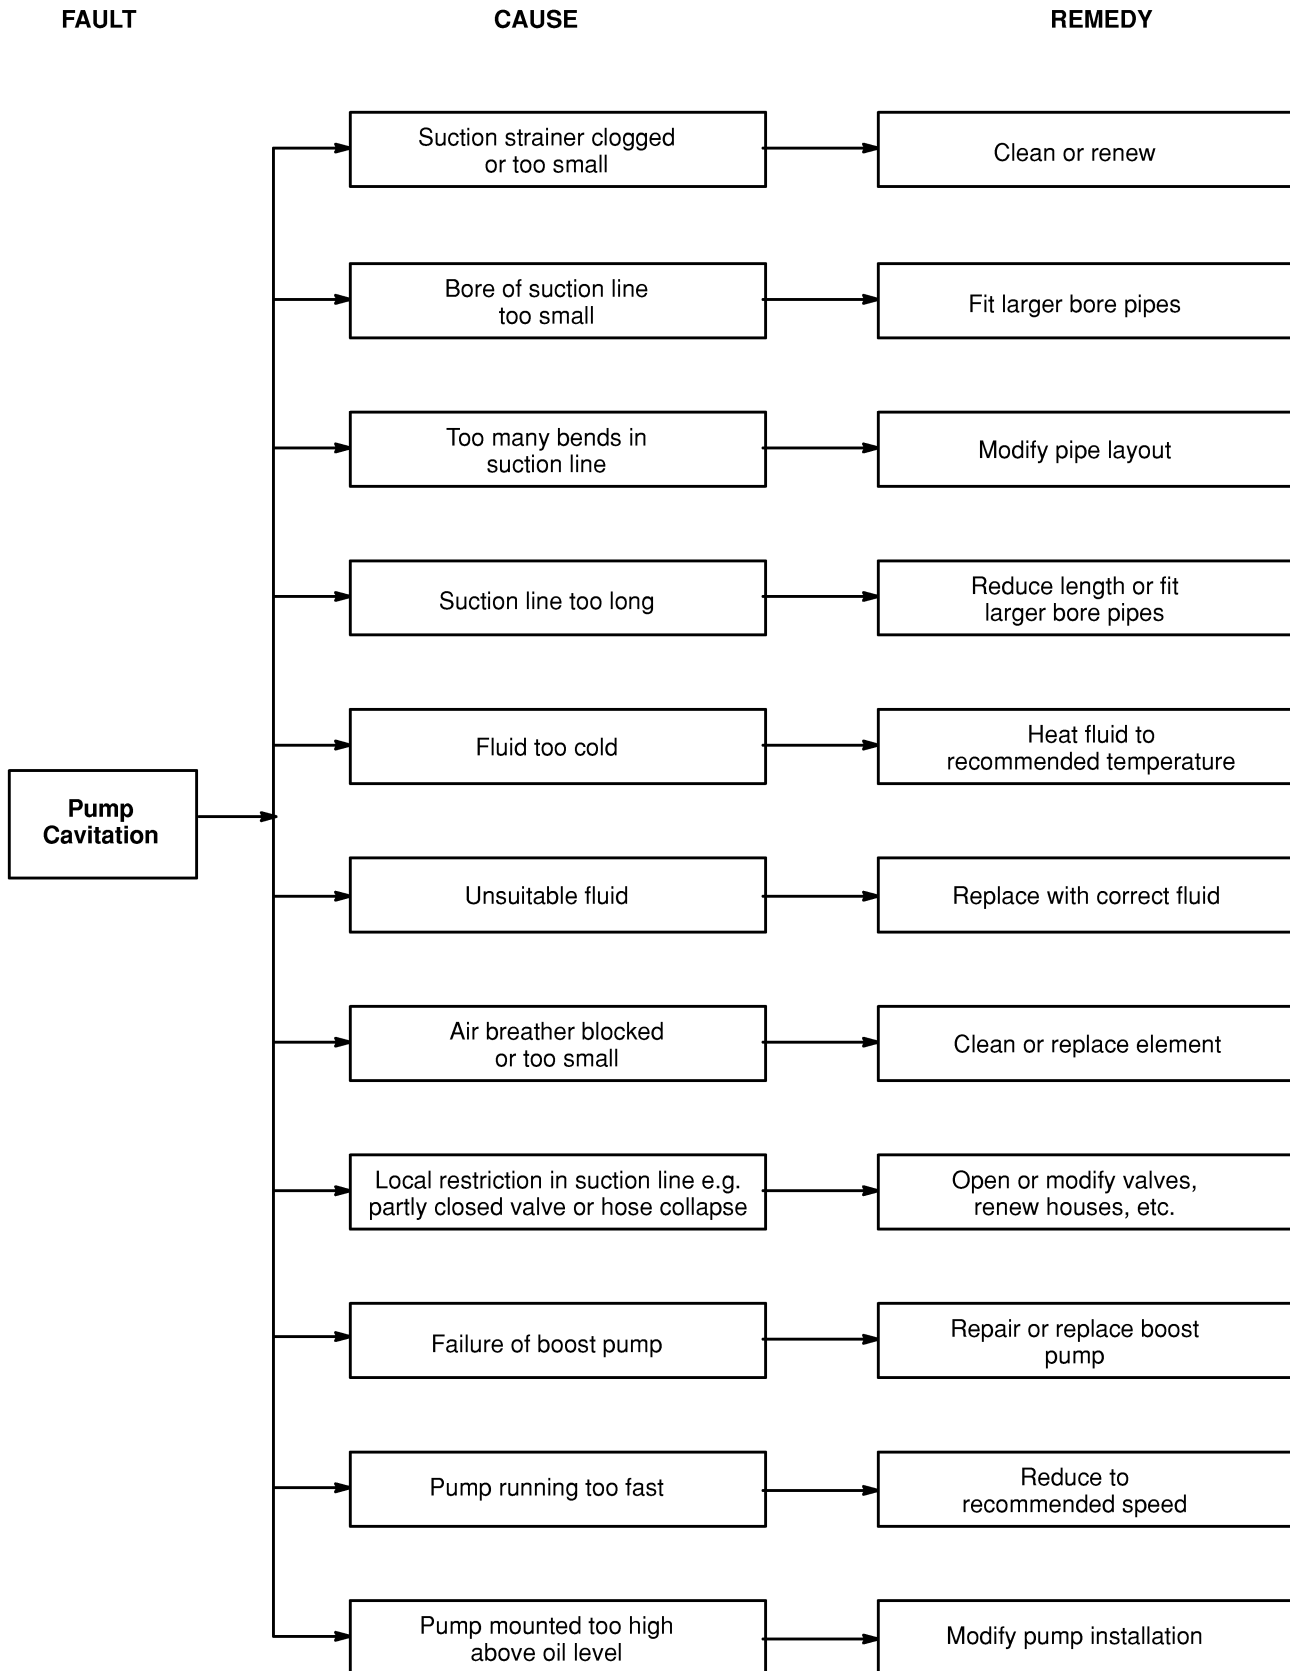 FAULT
CAUSE
REMEDY
Suction strainer clogged
or too small
Clean or renew
Bore of suction line
too small
Fit larger bore pipes
Too many bends in
suction line
Modify pipe layout
Suction line too long
Reduce length or fit
larger bore pipes
Fluid too cold
Heat fluid to
recommended temperature
Pump
Cavitation
Unsuitable fluid
Replace with correct fluid
Air breather blocked
or too small
Clean or replace element
Local restriction in suction line e.g.
partly closed valve or hose collapse
Open or modify valves,
renew houses, etc.
Failure of boost pump
Repair or replace boost
pump
Pump running too fast
Reduce to
recommended speed
Pump mounted too high
above oil level
Modify pump installation